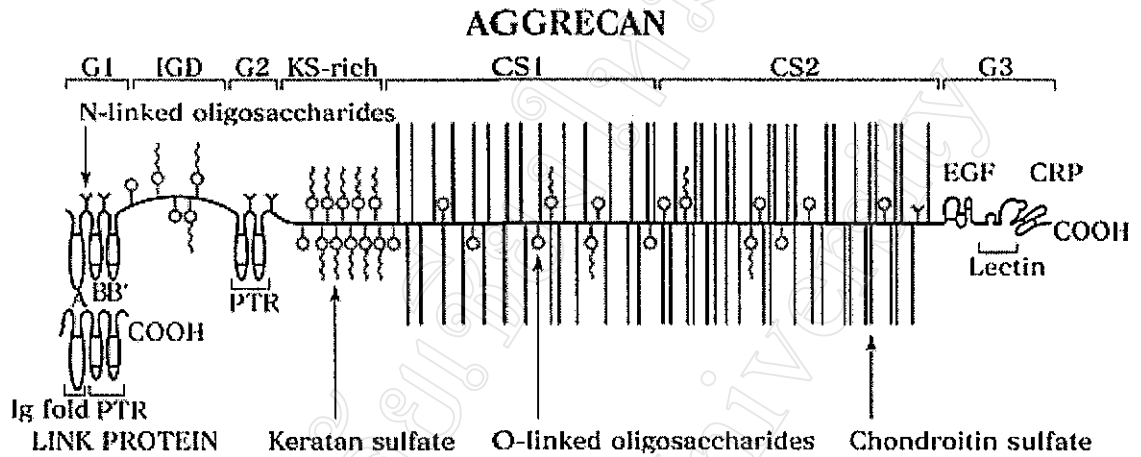 AGGRECAN
G1 IGD G2 KS-rich CS1 CS2 G3
N-linked oligosaccharides
EGF CRP
COOH
Lectin
A BB' PTR
COOH
Ig fold PTR
LINK PROTEIN Keratan sulfate O-linked oligosaccharides Chondroitin sulfate